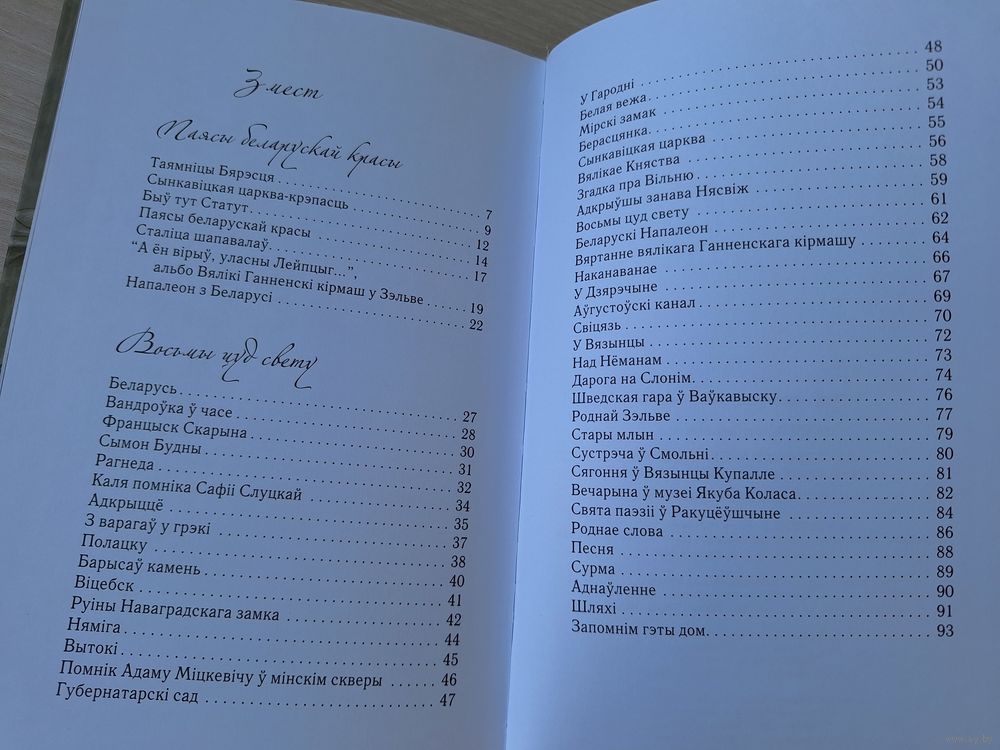 Змест
Паясы беларускай красы
Таямніцы Бярэсця . . . . . . . . . . 7
Сынкавіцкая царква-крэпасць . . . . . . . . . . 9
Быў тут Статут . . . . . . . . . . 12
Паясы беларускай красы . . . . . . . . . . 14
Сталіца шапавалаў . . . . . . . . . . 17
“А ён вірыў, уласны Лейпцыг...”,
альбо Вялікі Ганненскі кірмаш у Зэльве . . . . . 19
Напалеон з Беларусі . . . . . . . . . . 22
Восьмы цуд свету
Беларусь . . . . . . . . . . 27
Вандроўка ў часе . . . . . . . . . . 28
Францыск Скарына . . . . . . . . . . 30
Сымон Будны . . . . . . . . . . 31
Рагнеда . . . . . . . . . . 32
Каля помніка Сафіі Слуцкай . . . . . . . . . . 34
Адкрыццё . . . . . . . . . . 35
З варагаў у грэкі . . . . . . . . . . 37
Полацку . . . . . . . . . . 38
Барысаў камень . . . . . . . . . . 40
Віцебск . . . . . . . . . . 41
Руіны Наваградскага замка . . . . . . . . . . 42
Няміга . . . . . . . . . . 44
Вытокі . . . . . . . . . . 45
Помнік Адаму Міцкевічу ў мінскім скверы . . . . . . 46
Губернатарскі сад . . . . . . . . . . 47
У Гародні . . . . . . . . . . 48
Белая вежа . . . . . . . . . . 50
Мірскі замак . . . . . . . . . . 53
Берасцянка . . . . . . . . . . 54
Сынкавіцкая царква . . . . . . . . . . 55
Вялікае Княства . . . . . . . . . . 56
Згадка пра Вільню . . . . . . . . . . 58
Адкрыўшы занава Нясвіж . . . . . . . . . . 59
Восьмы цуд свету . . . . . . . . . . 61
Беларускі Напалеон . . . . . . . . . . 62
Вяртанне вялікага Ганненскага кірмашу . . . . . . . . 64
Наканаванае . . . . . . . . . . 66
У Дзярэчыне . . . . . . . . . . 67
Аўгустоўскі канал . . . . . . . . . . 69
Свіцязь . . . . . . . . . . 70
У Вязынцы . . . . . . . . . . 72
Над Нёманам . . . . . . . . . . 73
Дарога на Слонім . . . . . . . . . . 74
Шведская гара ў Ваўкавыску . . . . . . . . . . 76
Роднай Зэльве . . . . . . . . . . 77
Стары млын . . . . . . . . . . 79
Сустрэча ў Смольні . . . . . . . . . . 80
Сягоння ў Вязынцы Купалле . . . . . . . . . . 81
Вечарына ў музеі Якуба Коласа . . . . . . . . . . 82
Свята паэзіі ў Ракуцёўшчыне . . . . . . . . . . 84
Роднае слова . . . . . . . . . . 86
Песня . . . . . . . . . . 88
Сурма . . . . . . . . . . 89
Аднаўленне . . . . . . . . . . 90
Шляхі . . . . . . . . . . 91
Запомнім гэты дом . . . . . . . . . . 93
www.ay.by